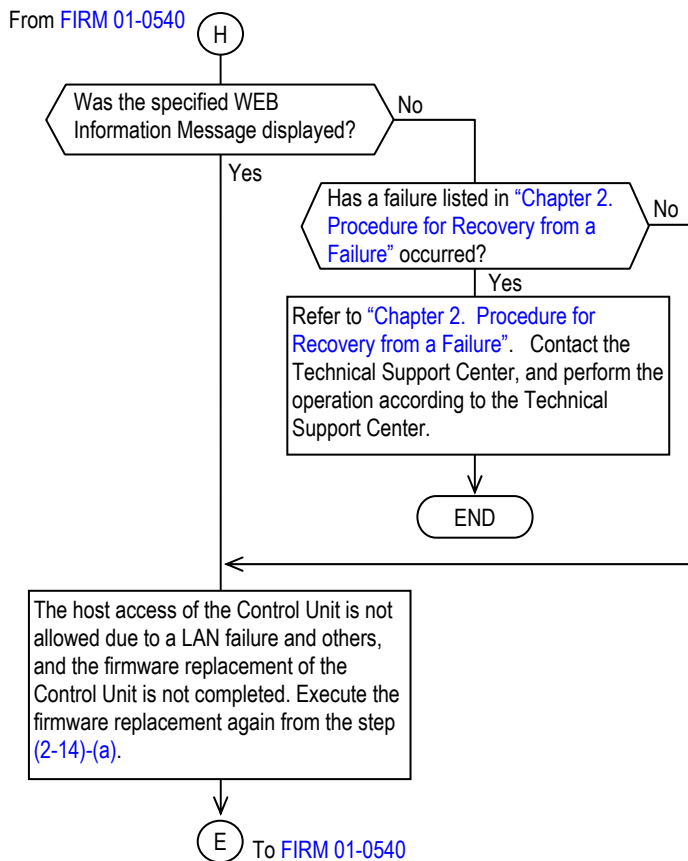 From FIRM 01-0540
H
Was the specified WEB
Information Message displayed?
No
Yes
Has a failure listed in “Chapter 2.
Procedure for Recovery from a
Failure” occurred?
No
Yes
Refer to “Chapter 2.  Procedure for
Recovery from a Failure”.   Contact the
Technical Support Center, and perform the
operation according to the Technical
Support Center.
END
The host access of the Control Unit is not
allowed due to a LAN failure and others,
and the firmware replacement of the
Control Unit is not completed. Execute the
firmware replacement again from the step
(2-14)-(a).
E
To FIRM 01-0540